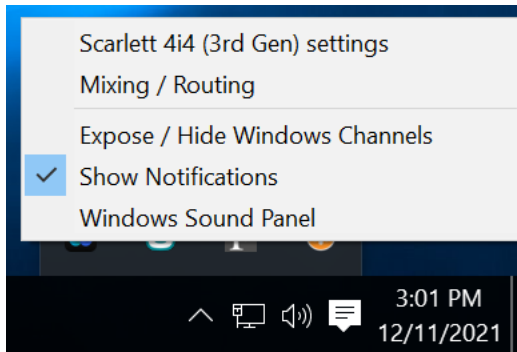 Scarlett 4i4 (3rd Gen) settings
Mixing / Routing
Expose / Hide Windows Channels
Show Notifications
Windows Sound Panel
3:01 PM
12/11/2021